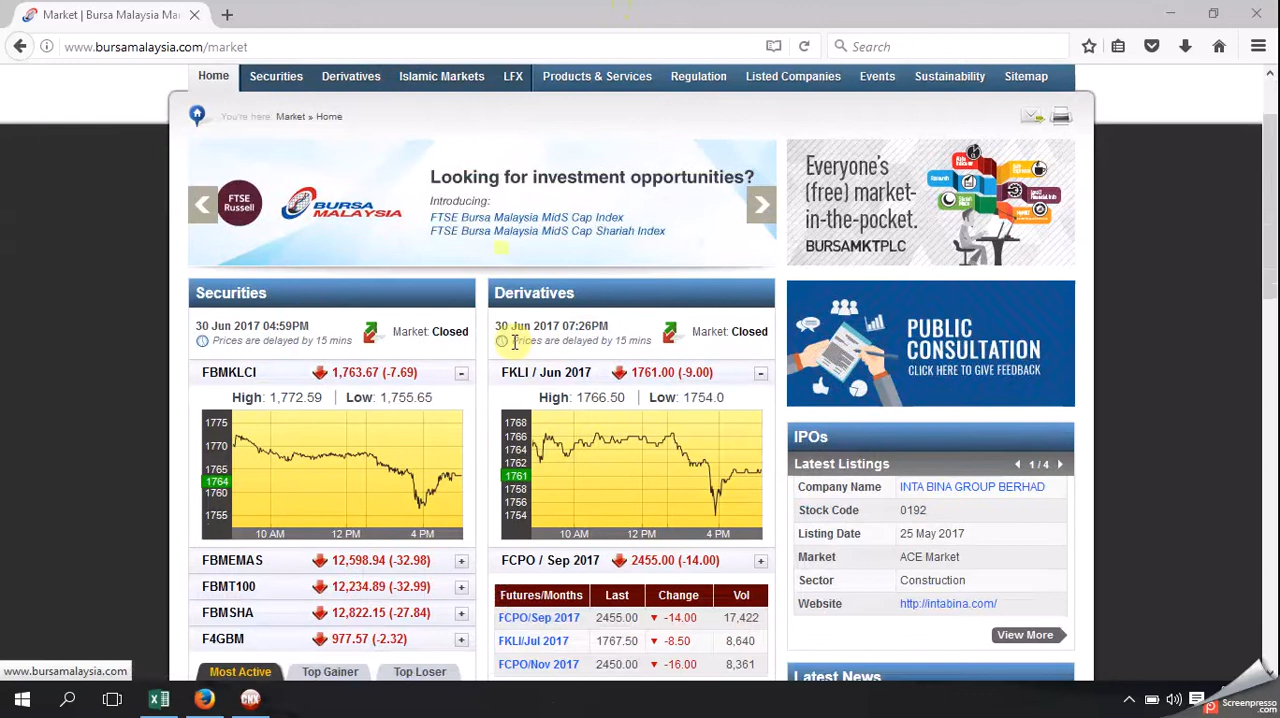 Market | Bursa Malaysia Mar
www.bursamalaysia.com/market
Search
Home Securities Derivatives Islamic Markets LFX Products & Services Regulation Listed Companies Events Sustainability Sitemap
You're here: Market » Home
FTSE Russell
BURSA MALAYSIA
Looking for investment opportunities?
Introducing:
FTSE Bursa Malaysia MidS Cap Index
FTSE Bursa Malaysia MidS Cap Shariah Index
Everyone's
(free) market-
in-the-pocket.
BURSAMKTPLC
Securities
30 Jun 2017 04:59PM
Market: Closed
Prices are delayed by 15 mins
FBMKLCI 1,763.67 (-7.69)
High: 1,772.59 | Low: 1,755.65
1775
1770
1765
1764
1760
1755
10 AM 12 PM 4 PM
FBMEMAS 12,598.94 (-32.98)
FBMT100 12,234.89 (-32.99)
FBMSHA 12,822.15 (-27.84)
F4GBM 977.57 (-2.32)
Most Active Top Gainer Top Loser
Derivatives
30 Jun 2017 07:26PM
Market: Closed
Prices are delayed by 15 mins
FKLI / Jun 2017 1761.00 (-9.00)
High: 1766.50 | Low: 1754.0
1768
1766
1764
1762
1761
1758
1756
1754
10 AM 12 PM 4 PM
FCPO / Sep 2017 2455.00 (-14.00)
Futures/Months Last Change Vol
FCPO/Sep 2017 2455.00 -14.00 17,422
FKLI/Jul 2017 1767.50 -8.50 8,640
FCPO/Nov 2017 2450.00 -16.00 8,361
PUBLIC
CONSULTATION
CLICK HERE TO GIVE FEEDBACK
IPOs
Latest Listings 1 / 4
Company Name INTA BINA GROUP BERHAD
Stock Code 0192
Listing Date 25 May 2017
Market ACE Market
Sector Construction
Website http://intabina.com/
View More
Latest News
www.bursamalaysia.com
Screenpresso
.com